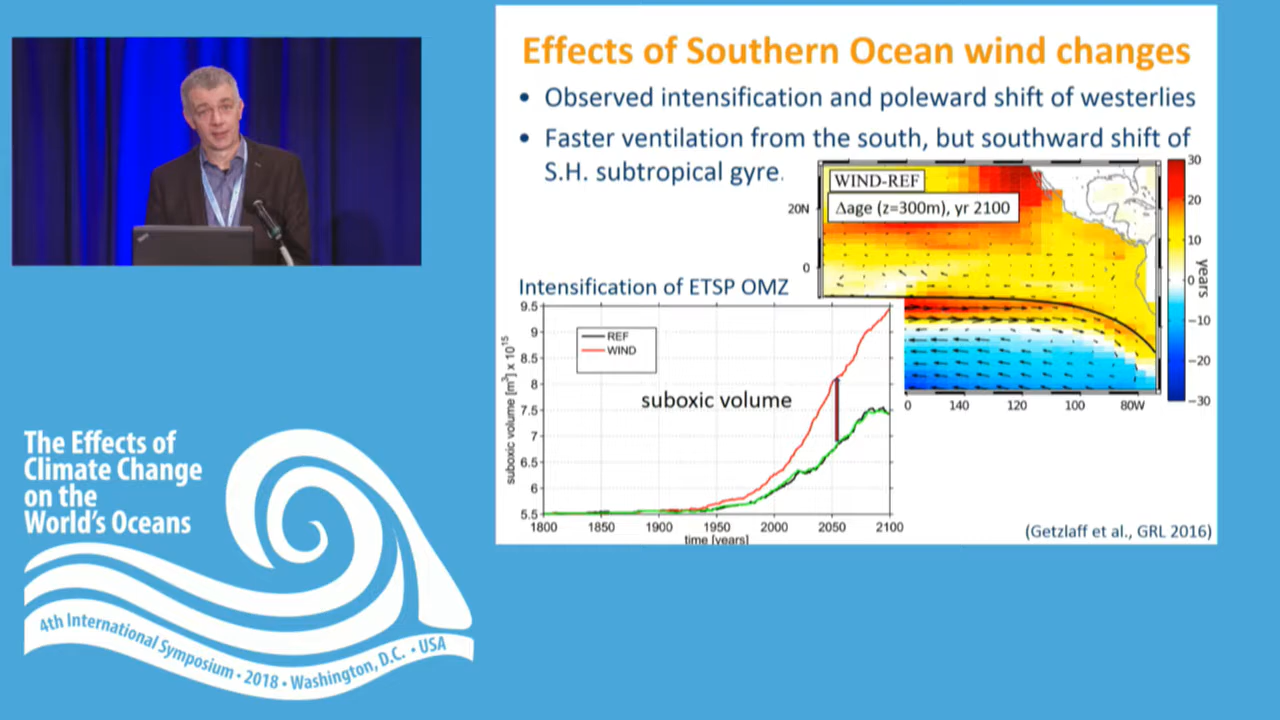 Effects of Southern Ocean wind changes
• Observed intensification and poleward shift of westerlies
• Faster ventilation from the south, but southward shift of
S.H. subtropical gyre.
WIND-REF
Δage (z=300m), yr 2100
20N
0
0 140 120 100 80W
30
20
10
0
−10
−20
−30
years
Intensification of ETSP OMZ
9.5
9
8.5
8
7.5
7
6.5
6
5.5
suboxic volume [m³] x 10¹⁵
REF
WIND
suboxic volume
1800 1850 1900 1950 2000 2050 2100
time [years]
(Getzlaff et al., GRL 2016)
The Effects of
Climate Change
on the
World's Oceans
4th International Symposium • 2018 • Washington, D.C. • USA